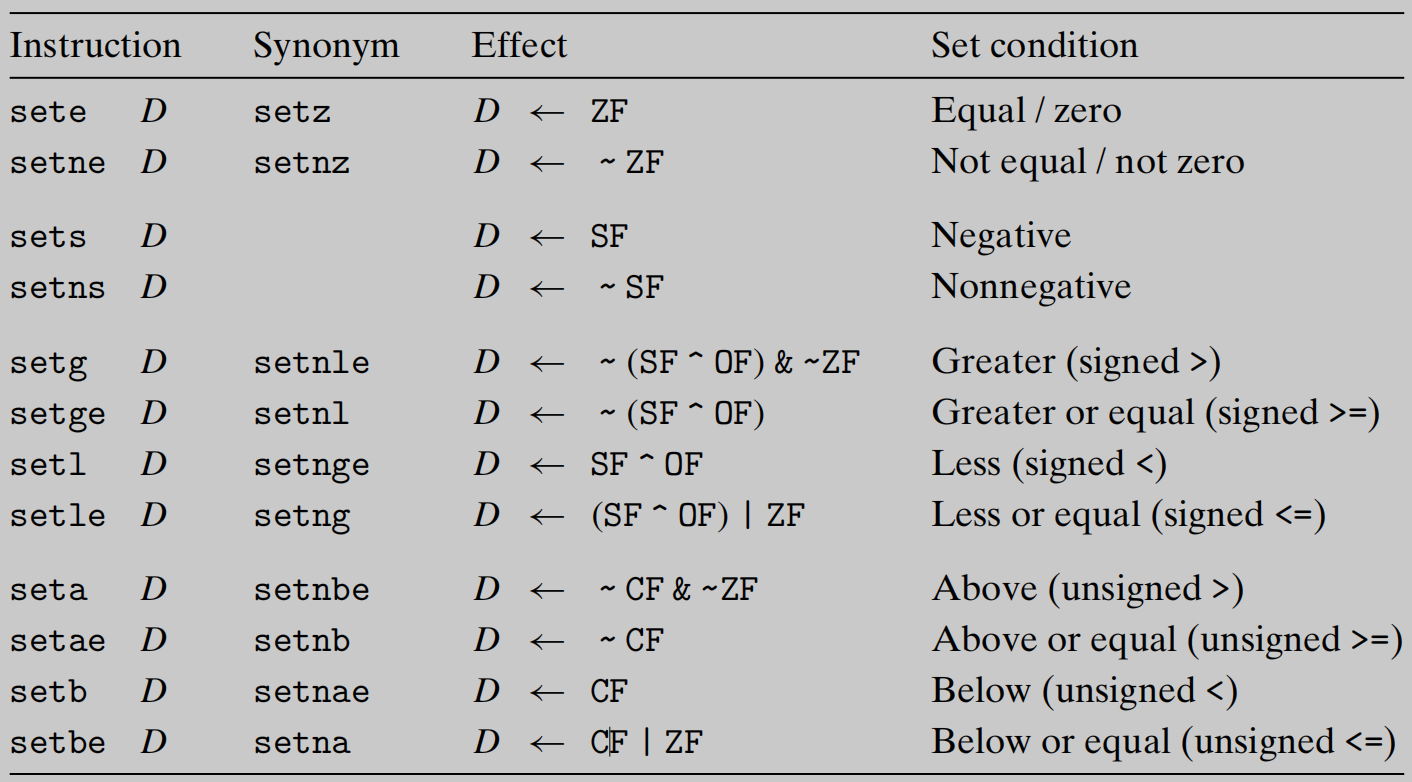 Instruction Synonym Effect Set condition
sete D setz D ← ZF Equal / zero
setne D setnz D ← ~ ZF Not equal / not zero
sets D D ← SF Negative
setns D D ← ~ SF Nonnegative
setg D setnle D ← ~ (SF ^ OF) & ~ZF Greater (signed >)
setge D setnl D ← ~ (SF ^ OF) Greater or equal (signed >=)
setl D setnge D ← SF ^ OF Less (signed <)
setle D setng D ← (SF ^ OF) | ZF Less or equal (signed <=)
seta D setnbe D ← ~ CF & ~ZF Above (unsigned >)
setae D setnb D ← ~ CF Above or equal (unsigned >=)
setb D setnae D ← CF Below (unsigned <)
setbe D setna D ← CF | ZF Below or equal (unsigned <=)